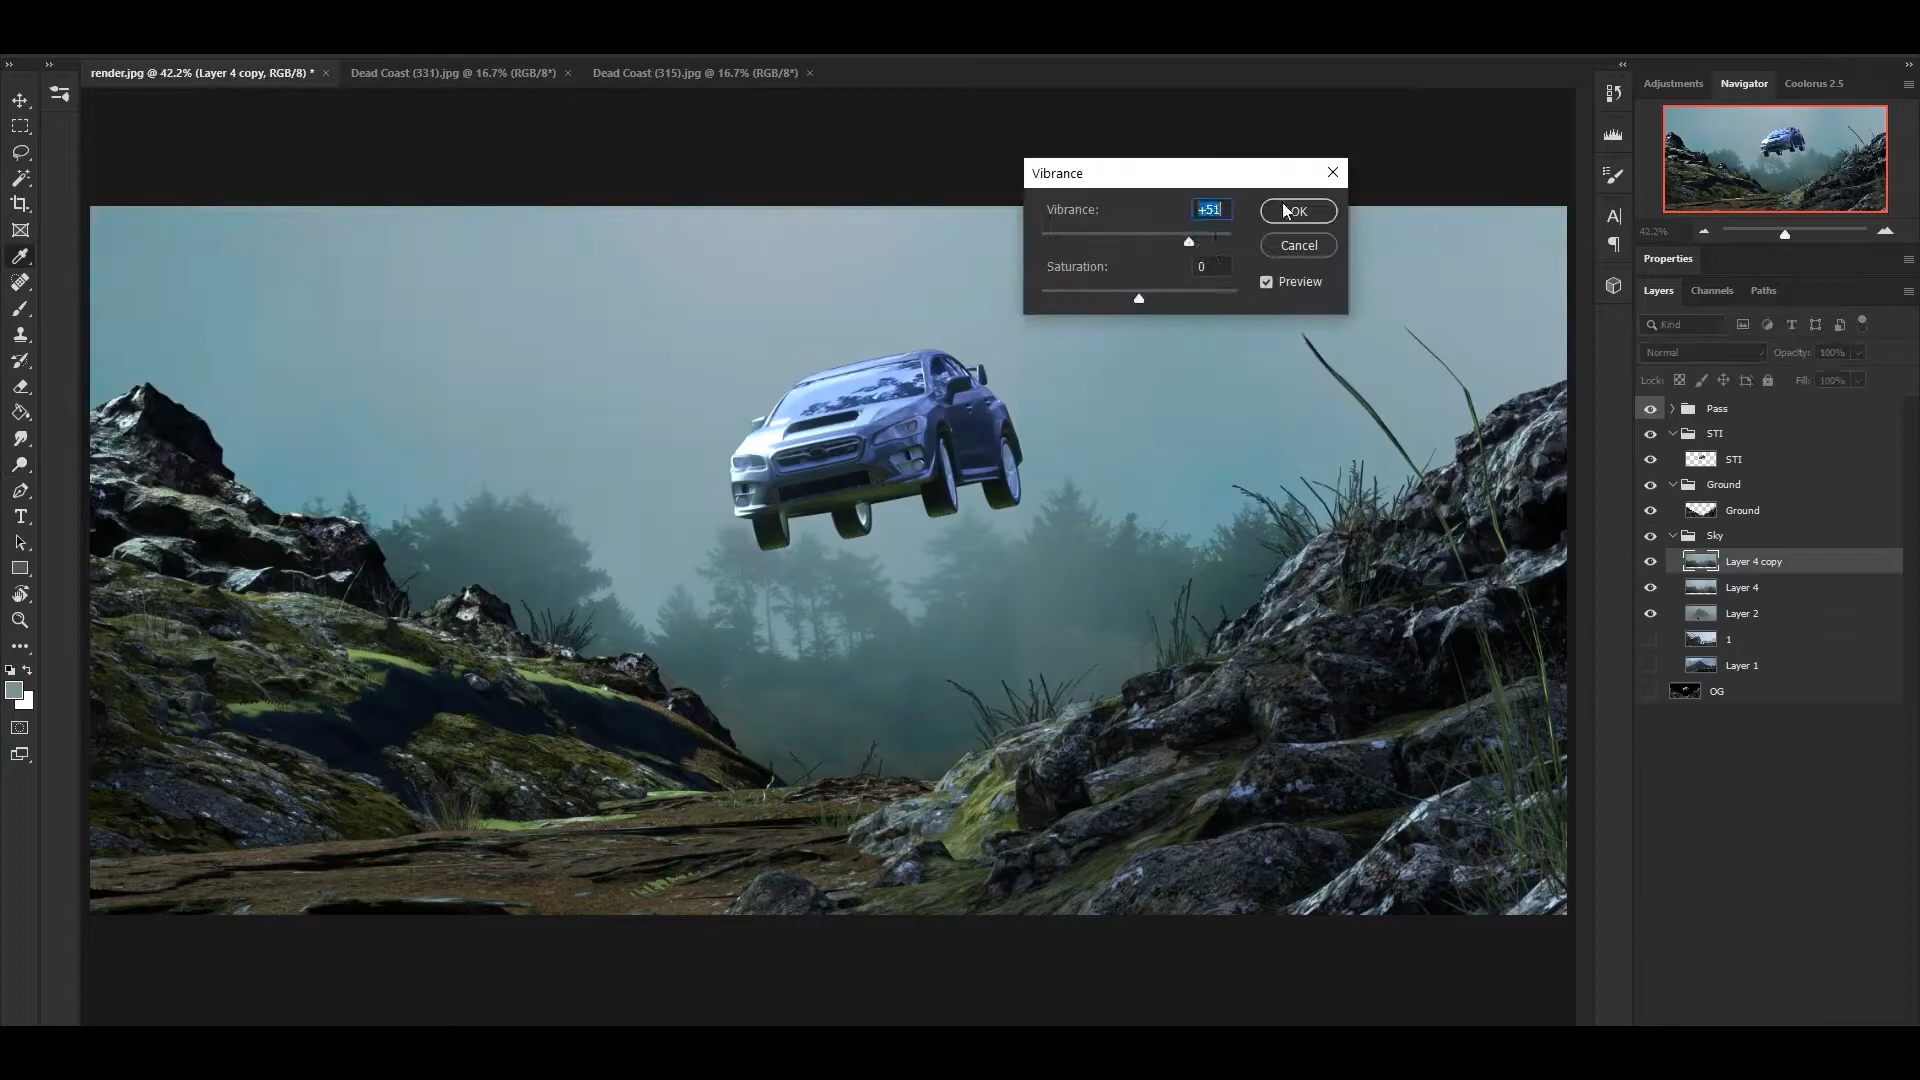 render.jpg @ 42.2% (Layer 4 copy, RGB/8) *
Dead Coast (331).jpg @ 16.7% (RGB/8*)
Dead Coast (315).jpg @ 16.7% (RGB/8*)
Adjustments
Navigator
Coolorus 2.5
Vibrance
Vibrance:
+51
OK
Cancel
Saturation:
0
Preview
42.2%
Properties
Layers
Channels
Paths
Kind
Normal
Opacity:
100%
Lock:
Fill:
100%
Pass
STI
STI
Ground
Ground
Sky
Layer 4 copy
Layer 4
Layer 2
1
Layer 1
OG